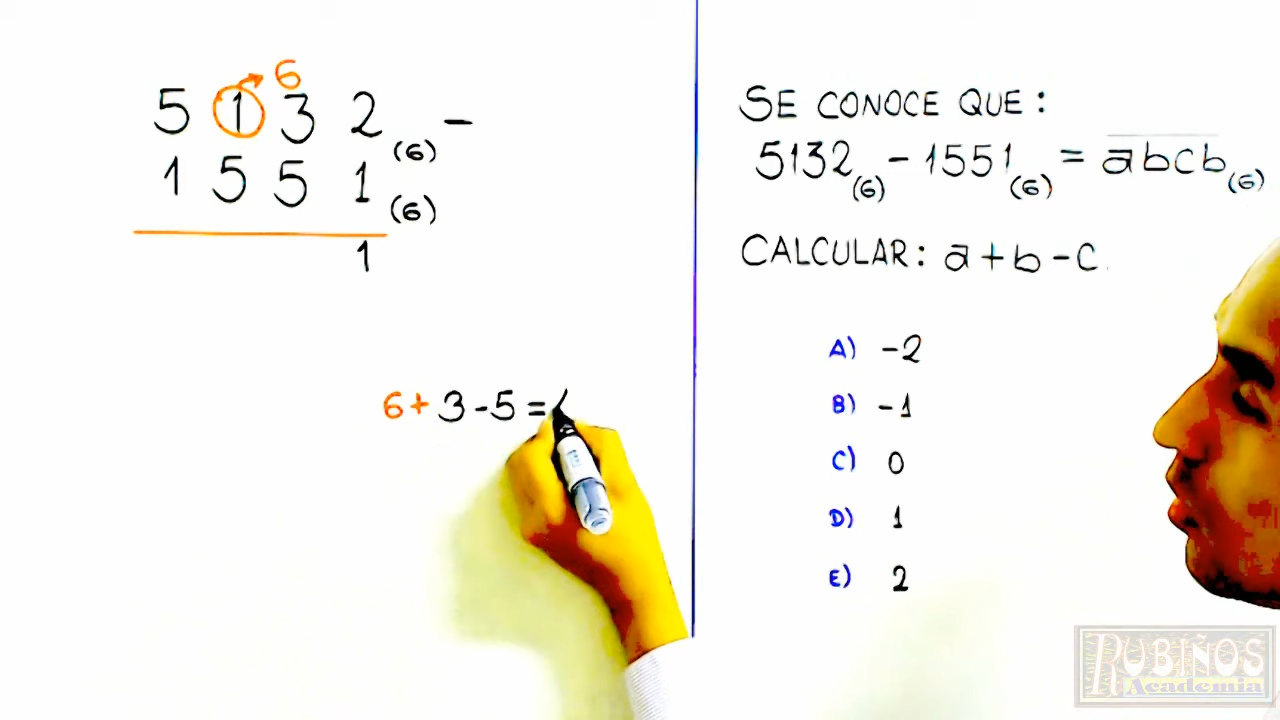 6
5 1 3 2(6) -
1 5 5 1(6)
1
6+3-5=
SE CONOCE QUE:
5132(6) - 1551(6) = abcb(6)
CALCULAR: a+b-c.
A) -2
B) -1
C) 0
D) 1
E) 2
RUBIÑOS
Academia